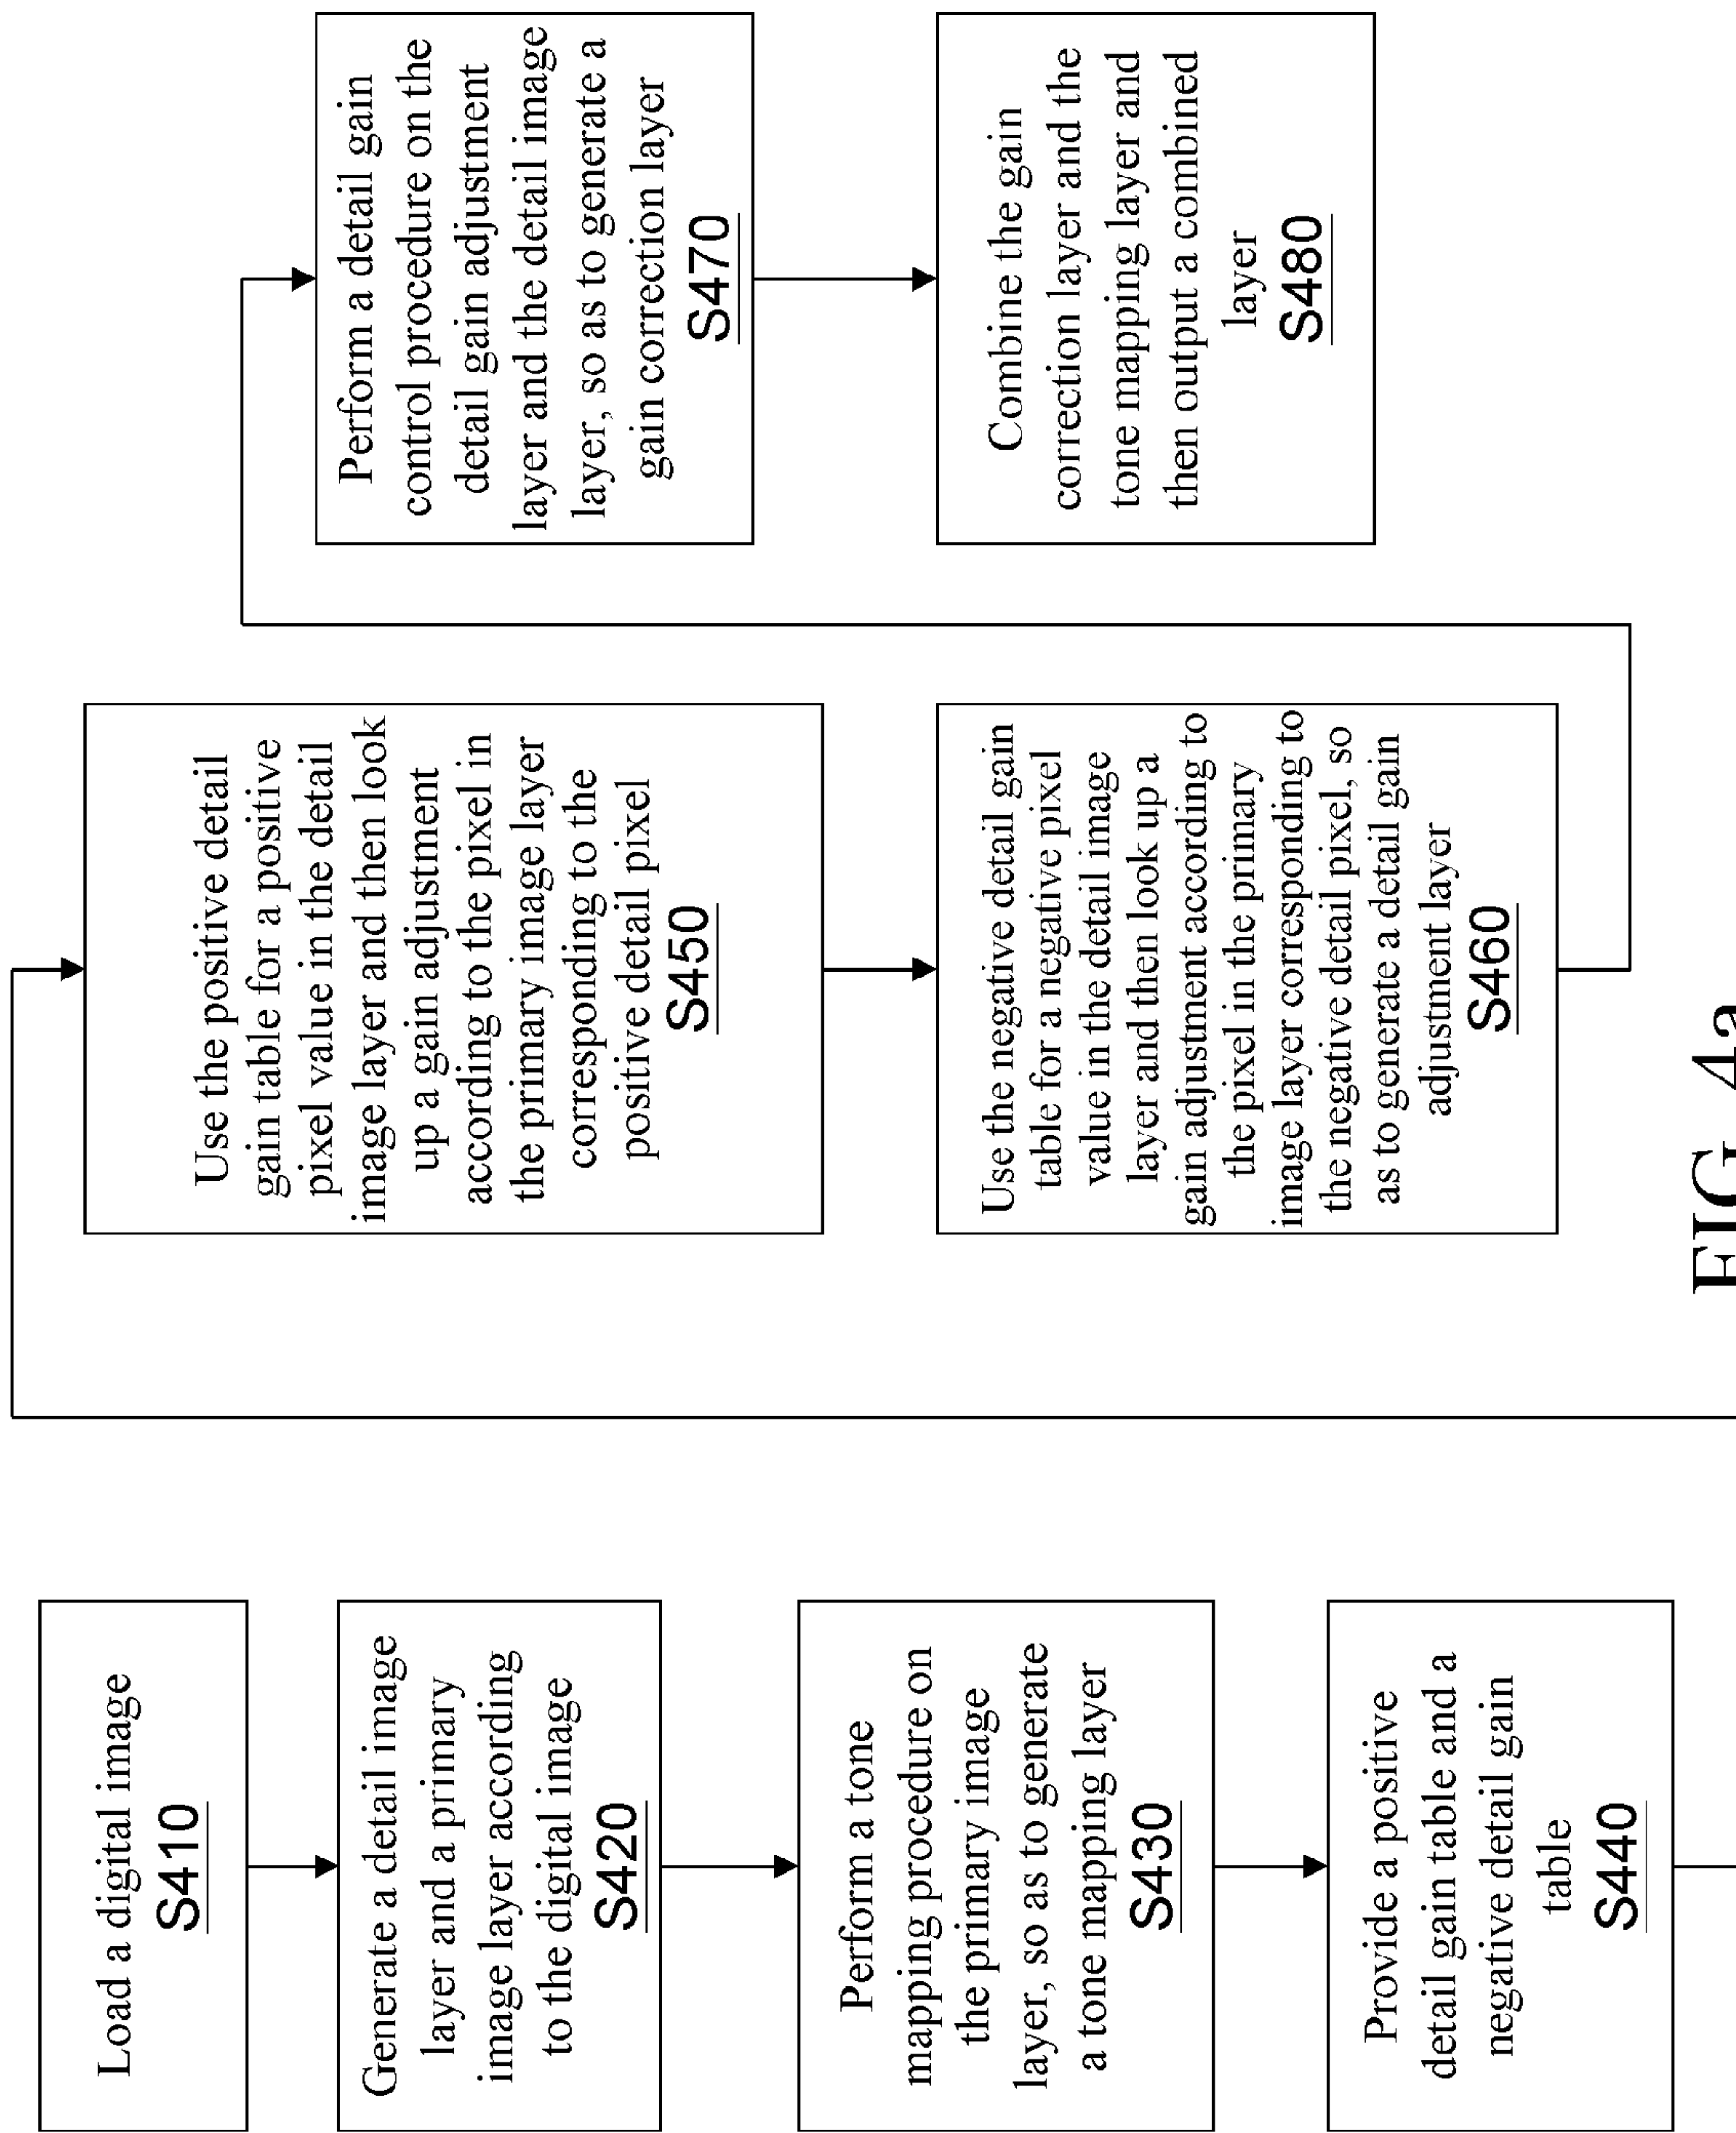 Load a digital image
S410
Generate a detail image
layer and a primary
image layer according
to the digital image
S420
Perform a tone
mapping procedure on
the primary image
layer, so as to generate
a tone mapping layer
S430
Provide a positive
detail gain table and a
negative detail gain
table
S440
Use the positive detail
gain table for a positive
pixel value in the detail
image layer and then look
up a gain adjustment
according to the pixel in
the primary image layer
corresponding to the
positive detail pixel
S450
Use the negative detail gain
table for a negative pixel
value in the detail image
layer and then look up a
gain adjustment according to
the pixel in the primary
image layer corresponding to
the negative detail pixel, so
as to generate a detail gain
adjustment layer
S460
Perform a detail gain
control procedure on the
detail gain adjustment
layer and the detail image
layer, so as to generate a
gain correction layer
S470
Combine the gain
correction layer and the
tone mapping layer and
then output a combined
layer
S480
FIG. 4a